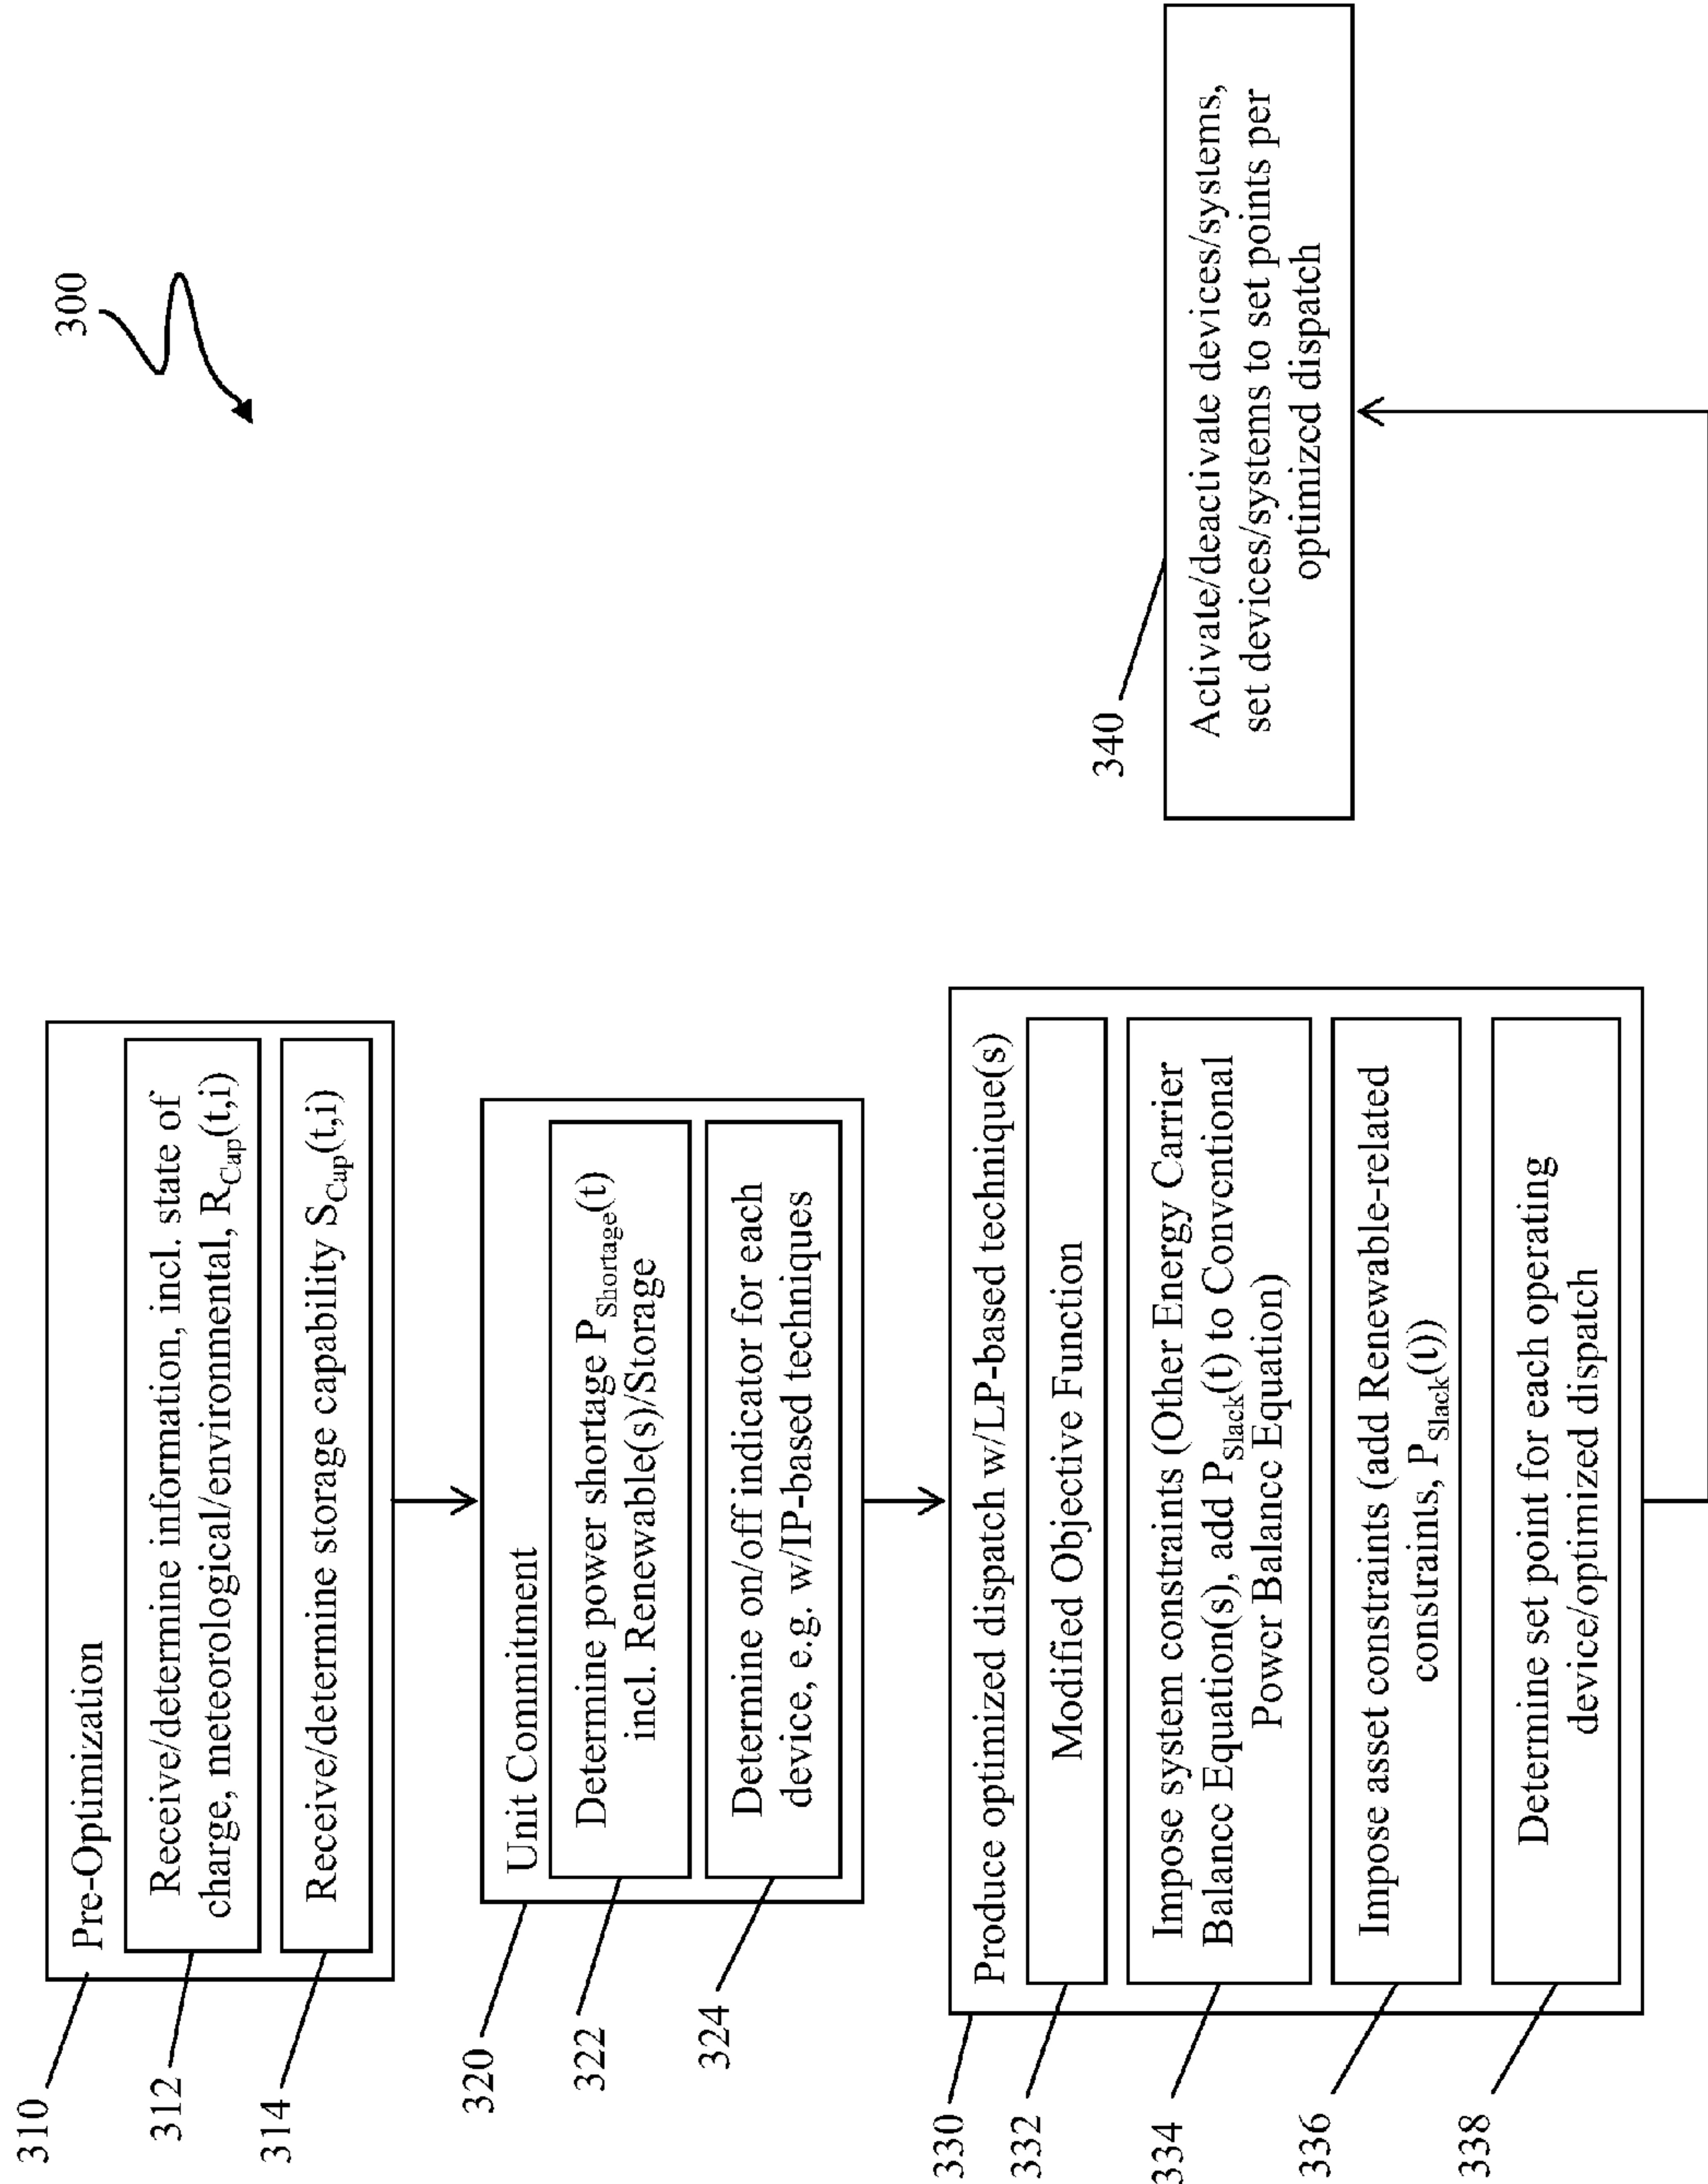 300
310
Pre-Optimization
312
Receive/determine information, incl. state of
charge, meteorological/environmental, R_Cap(t,i)
314
Receive/determine storage capability S_Cap(t,i)
320
Unit Commitment
322
Determine power shortage P_Shortage(t)
incl. Renewable(s)/Storage
324
Determine on/off indicator for each
device, e.g. w/IP-based techniques
330
Produce optimized dispatch w/LP-based technique(s)
332
Modified Objective Function
334
Impose system constraints (Other Energy Carrier
Balance Equation(s), add P_Slack(t) to Conventional
Power Balance Equation)
336
Impose asset constraints (add Renewable-related
constraints, P_Slack(t))
338
Determine set point for each operating
device/optimized dispatch
340
Activate/deactivate devices/systems,
set devices/systems to set points per
optimized dispatch